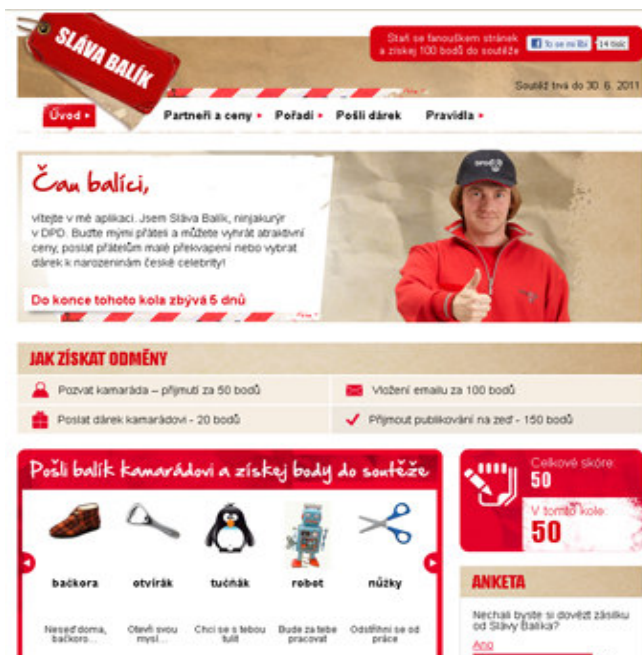 SLÁVA BALÍK
Staň se fanouškem stránek
a získej 100 bodů do soutěže
To se mi líbí
14 tisíc
Soutěž trvá do 30. 6. 2011
Úvod
Partneři a ceny
Pořadí
Pošli dárek
Pravidla
Čau balíci,
vítejte v mé aplikaci. Jsem Sláva Balík, ninjakurýr
v DPD. Buďte mými přáteli a můžete vyhrát atraktivní
ceny, poslat přátelům malé překvapení nebo vybrat
dárek k narozeninám české celebrity!
Do konce tohoto kola zbývá 5 dnů
dpd
JAK ZÍSKAT ODMĚNY
Pozvat kamaráda – přijmutí za 50 bodů
Vložení emailu za 100 bodů
Poslat dárek kamarádovi - 20 bodů
Přijmout publikování na zeď - 150 bodů
Pošli balík kamarádovi a získej body do soutěže
bačkora
otvírák
tučňák
robot
nůžky
Neseď doma,
bačkoro...
Otevři svou
mysl...
Chci se s tebou
tulit
Bude za tebe
pracovat
Odstřihni se od
práce
Celkové skóre:
50
V tomto kole:
50
ANKETA
Nechali byste si dovézt zásilku
od Slávy Balíka?
Ano